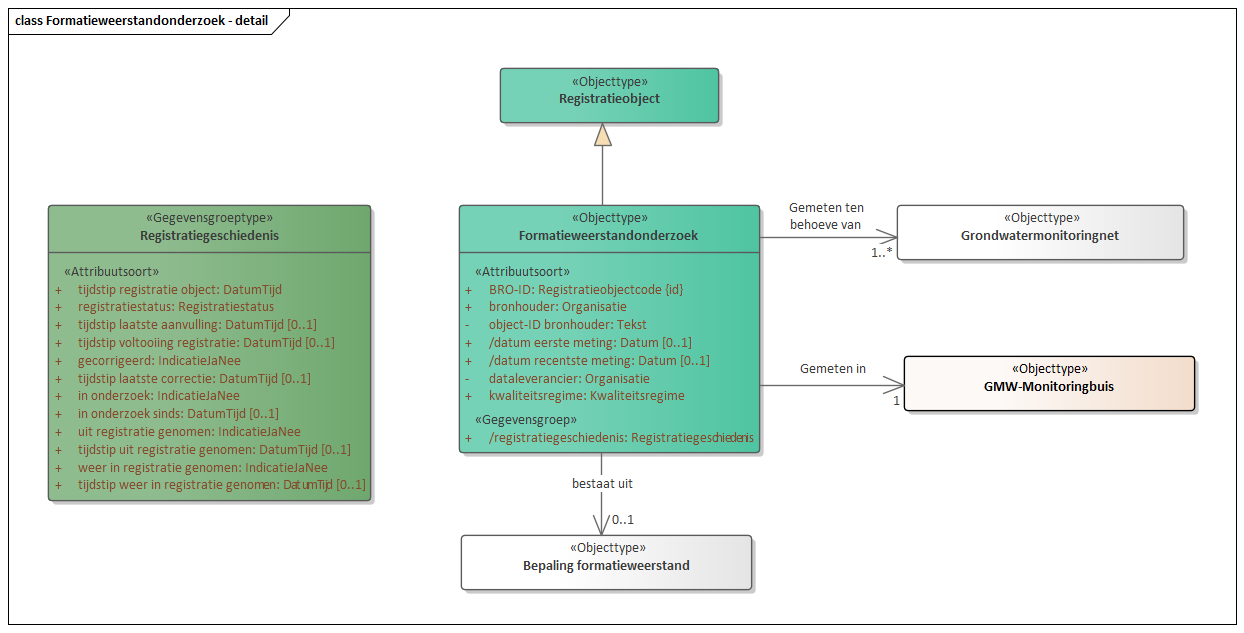 class Formatieweerstandonderzoek - detail
«Objecttype»
Registratieobject
«Gegevensgroeptype»
Registratiegeschiedenis
«Attribuutsoort»
+ tijdstip registratie object: DatumTijd
+ registratiestatus: Registratiestatus
+ tijdstip laatste aanvulling: DatumTijd [0..1]
+ tijdstip voltooiing registratie: DatumTijd [0..1]
+ gecorrigeerd: IndicatieJaNee
+ tijdstip laatste correctie: DatumTijd [0..1]
+ in onderzoek: IndicatieJaNee
+ in onderzoek sinds: DatumTijd [0..1]
+ uit registratie genomen: IndicatieJaNee
+ tijdstip uit registratie genomen: DatumTijd [0..1]
+ weer in registratie genomen: IndicatieJaNee
+ tijdstip weer in registratie genomen: DatumTijd [0..1]
«Objecttype»
Formatieweerstandonderzoek
«Attribuutsoort»
+ BRO-ID: Registratieobjectcode {id}
+ bronhouder: Organisatie
- object-ID bronhouder: Tekst
+ /datum eerste meting: Datum [0..1]
+ /datum recentste meting: Datum [0..1]
- dataleverancier: Organisatie
+ kwaliteitsregime: Kwaliteitsregime
«Gegevensgroep»
+ /registratiegeschiedenis: Registratiegeschiedenis
Gemeten ten
behoeve van
1..*
«Objecttype»
Grondwatermonitoringnet
Gemeten in
1
«Objecttype»
GMW-Monitoringbuis
bestaat uit
0..1
«Objecttype»
Bepaling formatieweerstand